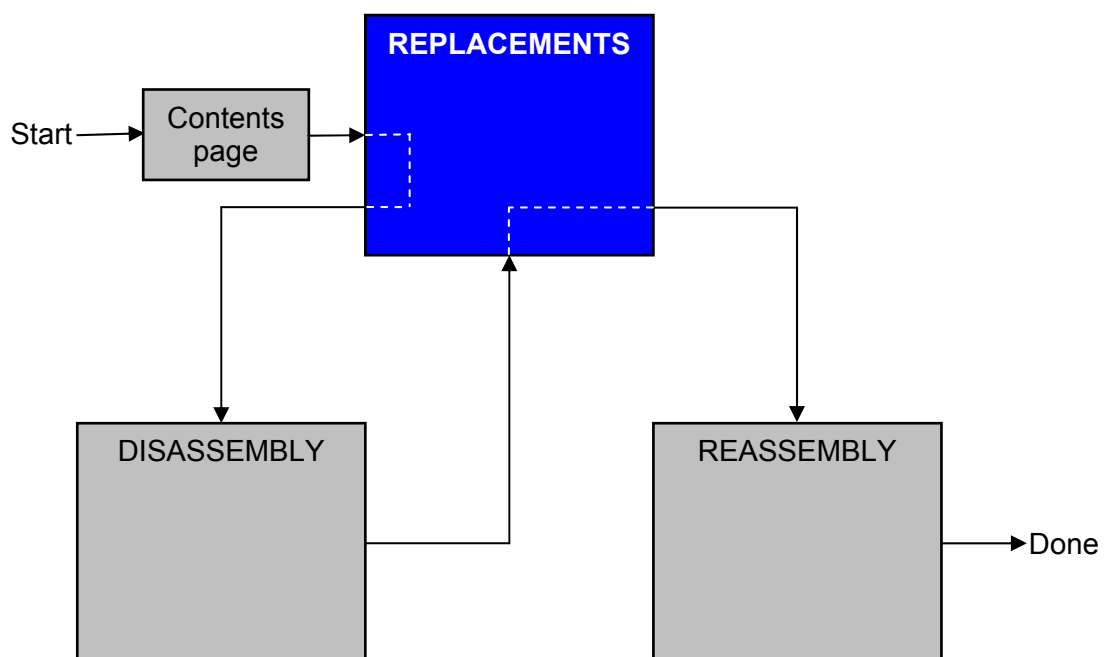 REPLACEMENTS
Start
Contents
page
DISASSEMBLY
REASSEMBLY
Done